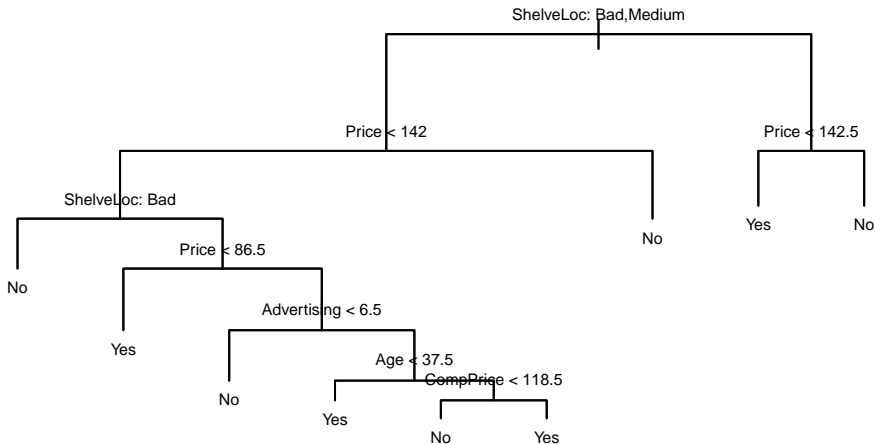 ShelveLoc: Bad,Medium
Price < 142
Price < 142.5
ShelveLoc: Bad
Yes
No
No
Price < 86.5
No
Advertising < 6.5
Yes
Age < 37.5
CompPrice < 118.5
No
Yes
No
Yes